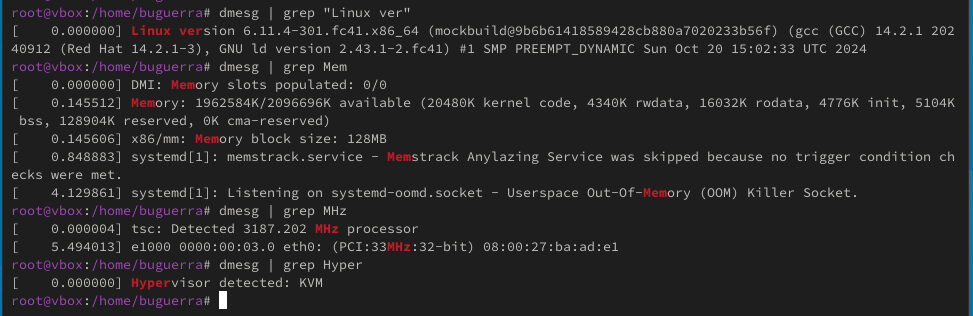 root@vbox:/home/buguerra# dmesg | grep "Linux ver"
[    0.000000] Linux version 6.11.4-301.fc41.x86_64 (mockbuild@9b6b61418589428cb880a7020233b56f) (gcc (GCC) 14.2.1 202
40912 (Red Hat 14.2.1-3), GNU ld version 2.43.1-2.fc41) #1 SMP PREEMPT_DYNAMIC Sun Oct 20 15:02:33 UTC 2024
root@vbox:/home/buguerra# dmesg | grep Mem
[    0.000000] DMI: Memory slots populated: 0/0
[    0.145512] Memory: 1962584K/2096696K available (20480K kernel code, 4340K rwdata, 16032K rodata, 4776K init, 5104K
 bss, 128904K reserved, 0K cma-reserved)
[    0.145606] x86/mm: Memory block size: 128MB
[    0.848883] systemd[1]: memstrack.service - Memstrack Anylazing Service was skipped because no trigger condition ch
ecks were met.
[    4.129861] systemd[1]: Listening on systemd-oomd.socket - Userspace Out-Of-Memory (OOM) Killer Socket.
root@vbox:/home/buguerra# dmesg | grep MHz
[    0.000004] tsc: Detected 3187.202 MHz processor
[    5.494013] e1000 0000:00:03.0 eth0: (PCI:33MHz:32-bit) 08:00:27:ba:ad:e1
root@vbox:/home/buguerra# dmesg | grep Hyper
[    0.000000] Hypervisor detected: KVM
root@vbox:/home/buguerra#